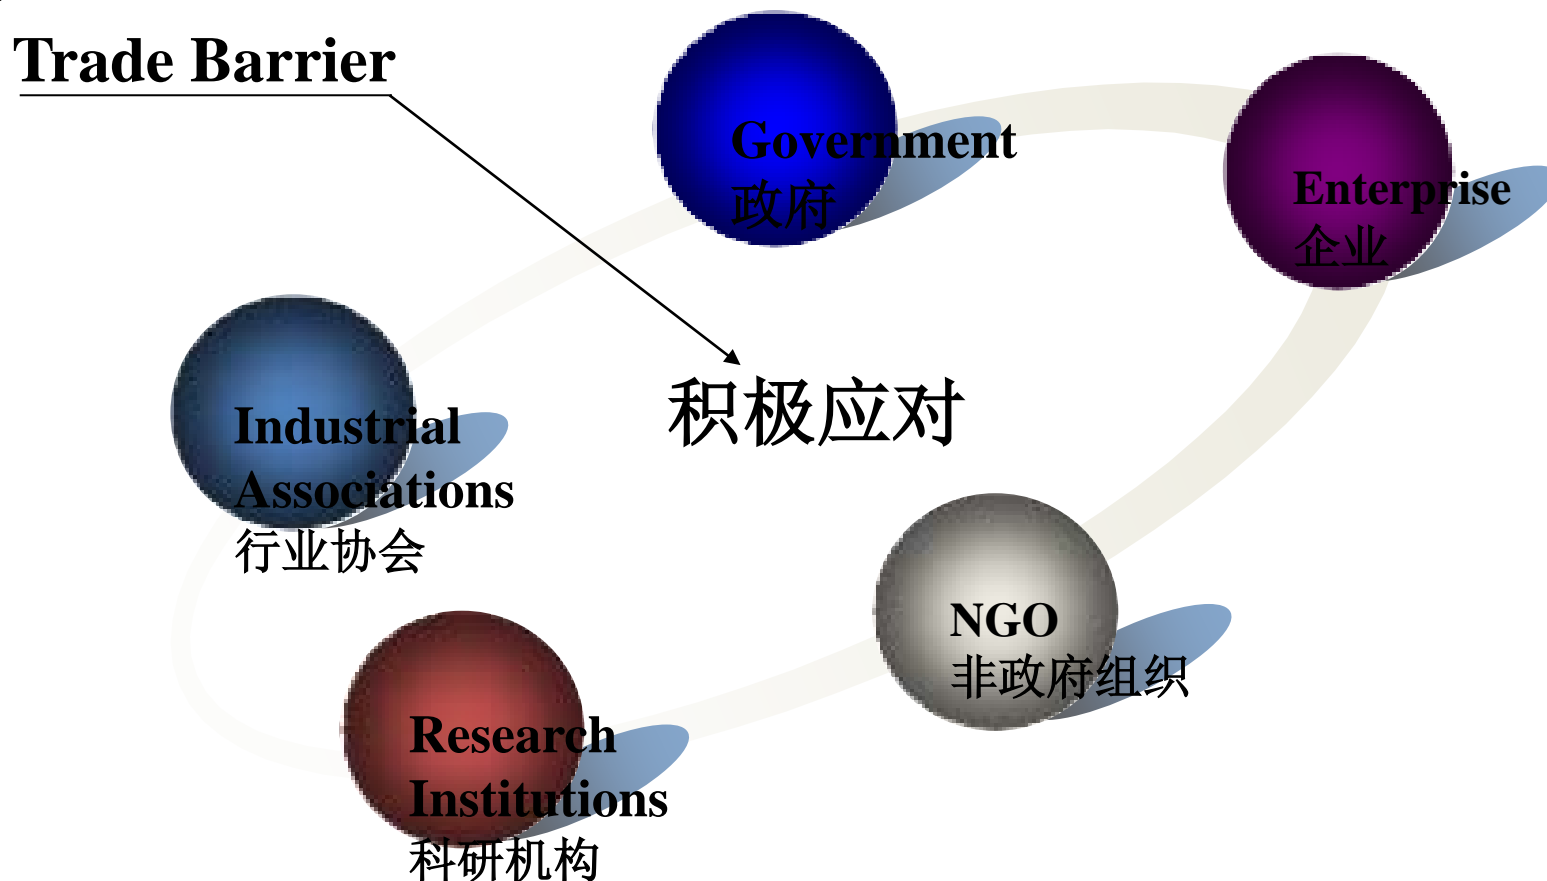 Trade Barrier
Government
政府
Enterprise
企业
积极应对
Industrial
Associations
行业协会
NGO
非政府组织
Research
Institutions
科研机构